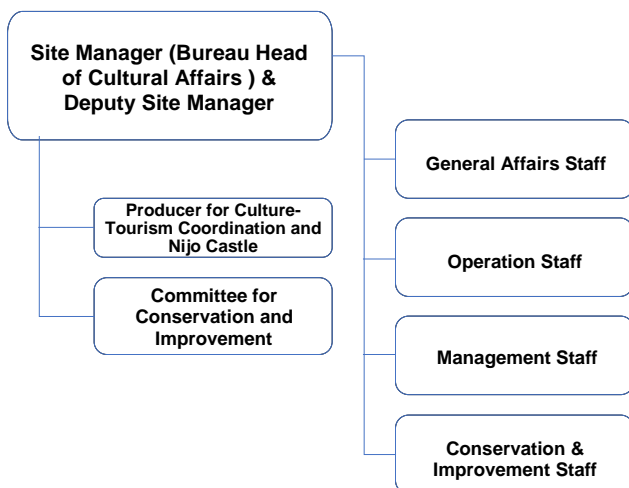 Site Manager (Bureau Head
of Cultural Affairs ) &
Deputy Site Manager
Producer for Culture-
Tourism Coordination and
Nijo Castle
Committee for
Conservation and
Improvement
General Affairs Staff
Operation Staff
Management Staff
Conservation &
Improvement Staff